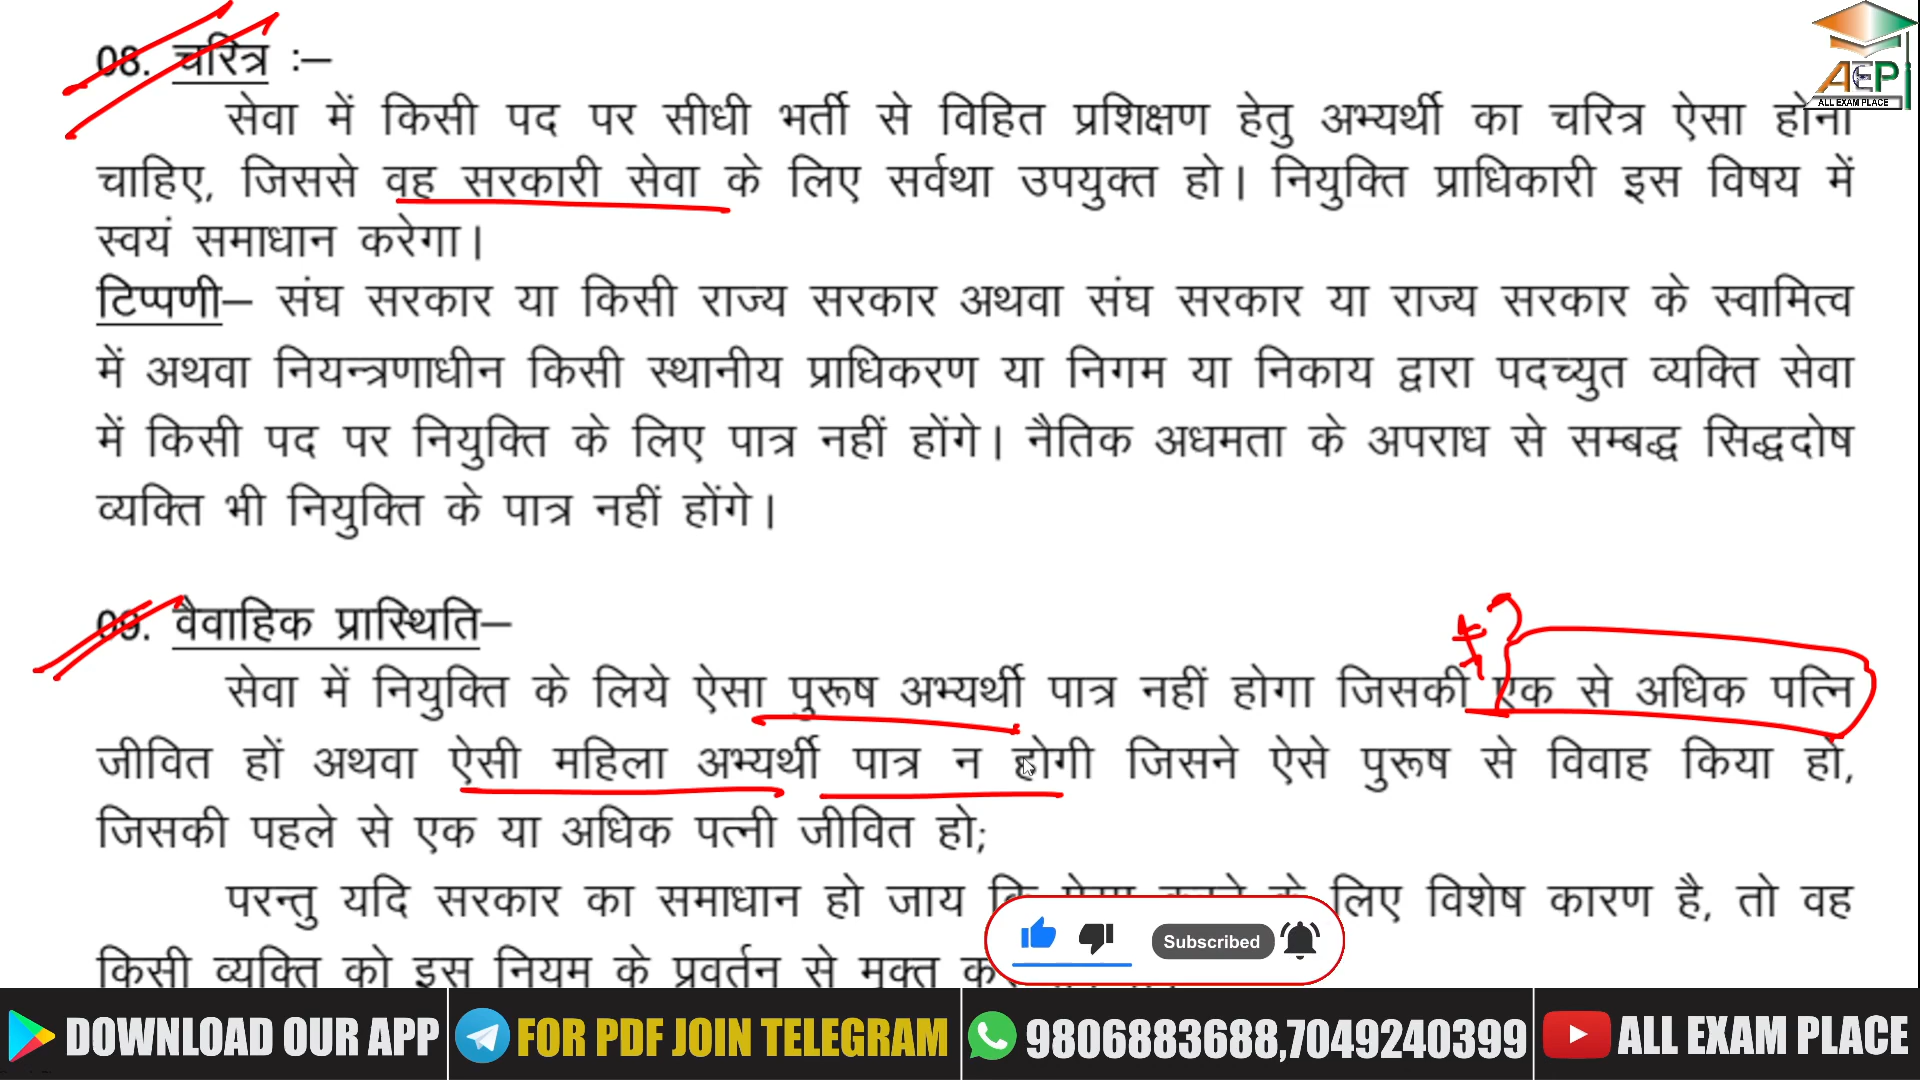 08. चरित्र :–
सेवा में किसी पद पर सीधी भर्ती से विहित प्रशिक्षण हेतु अभ्यर्थी का चरित्र ऐसा होना
चाहिए, जिससे वह सरकारी सेवा के लिए सर्वथा उपयुक्त हो। नियुक्ति प्राधिकारी इस विषय में
स्वयं समाधान करेगा।
टिप्पणी– संघ सरकार या किसी राज्य सरकार अथवा संघ सरकार या राज्य सरकार के स्वामित्व
में अथवा नियन्त्रणाधीन किसी स्थानीय प्राधिकरण या निगम या निकाय द्वारा पदच्युत व्यक्ति सेवा
में किसी पद पर नियुक्ति के लिए पात्र नहीं होंगे। नैतिक अधमता के अपराध से सम्बद्ध सिद्धदोष
व्यक्ति भी नियुक्ति के पात्र नहीं होंगे।
09. वैवाहिक प्रास्थिति–
सेवा में नियुक्ति के लिये ऐसा पुरूष अभ्यर्थी पात्र नहीं होगा जिसकी एक से अधिक पत्नि
जीवित हों अथवा ऐसी महिला अभ्यर्थी पात्र न होगी जिसने ऐसे पुरूष से विवाह किया हो,
जिसकी पहले से एक या अधिक पत्नी जीवित हो;
परन्तु यदि सरकार का समाधान हो जाय लिए विशेष कारण है, तो वह
किसी व्यक्ति को इस नियम के प्रवर्तन से मुक्त
Subscribed
AEP
ALL EXAM PLACE
DOWNLOAD OUR APP
FOR PDF JOIN TELEGRAM
9806883688,7049240399
ALL EXAM PLACE